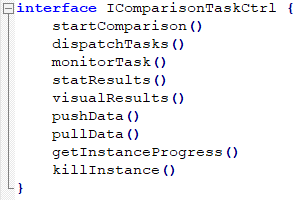 interface IComparisonTaskCtrl {
startComparison()
dispatchTasks()
monitorTask()
statResults()
visualResults()
pushData()
pullData()
getInstanceProgress()
killInstance()
}